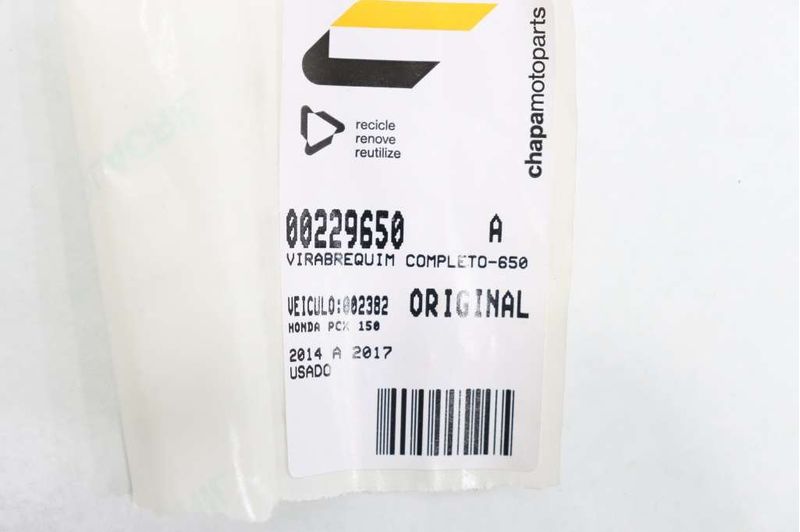 chapamotoparts
recicle
renove
reutilize
00229650 A
VIRABREQUIM COMPLETO-650
VEICULO:002382 ORIGINAL
HONDA PCX 150
2014 A 2017
USADO